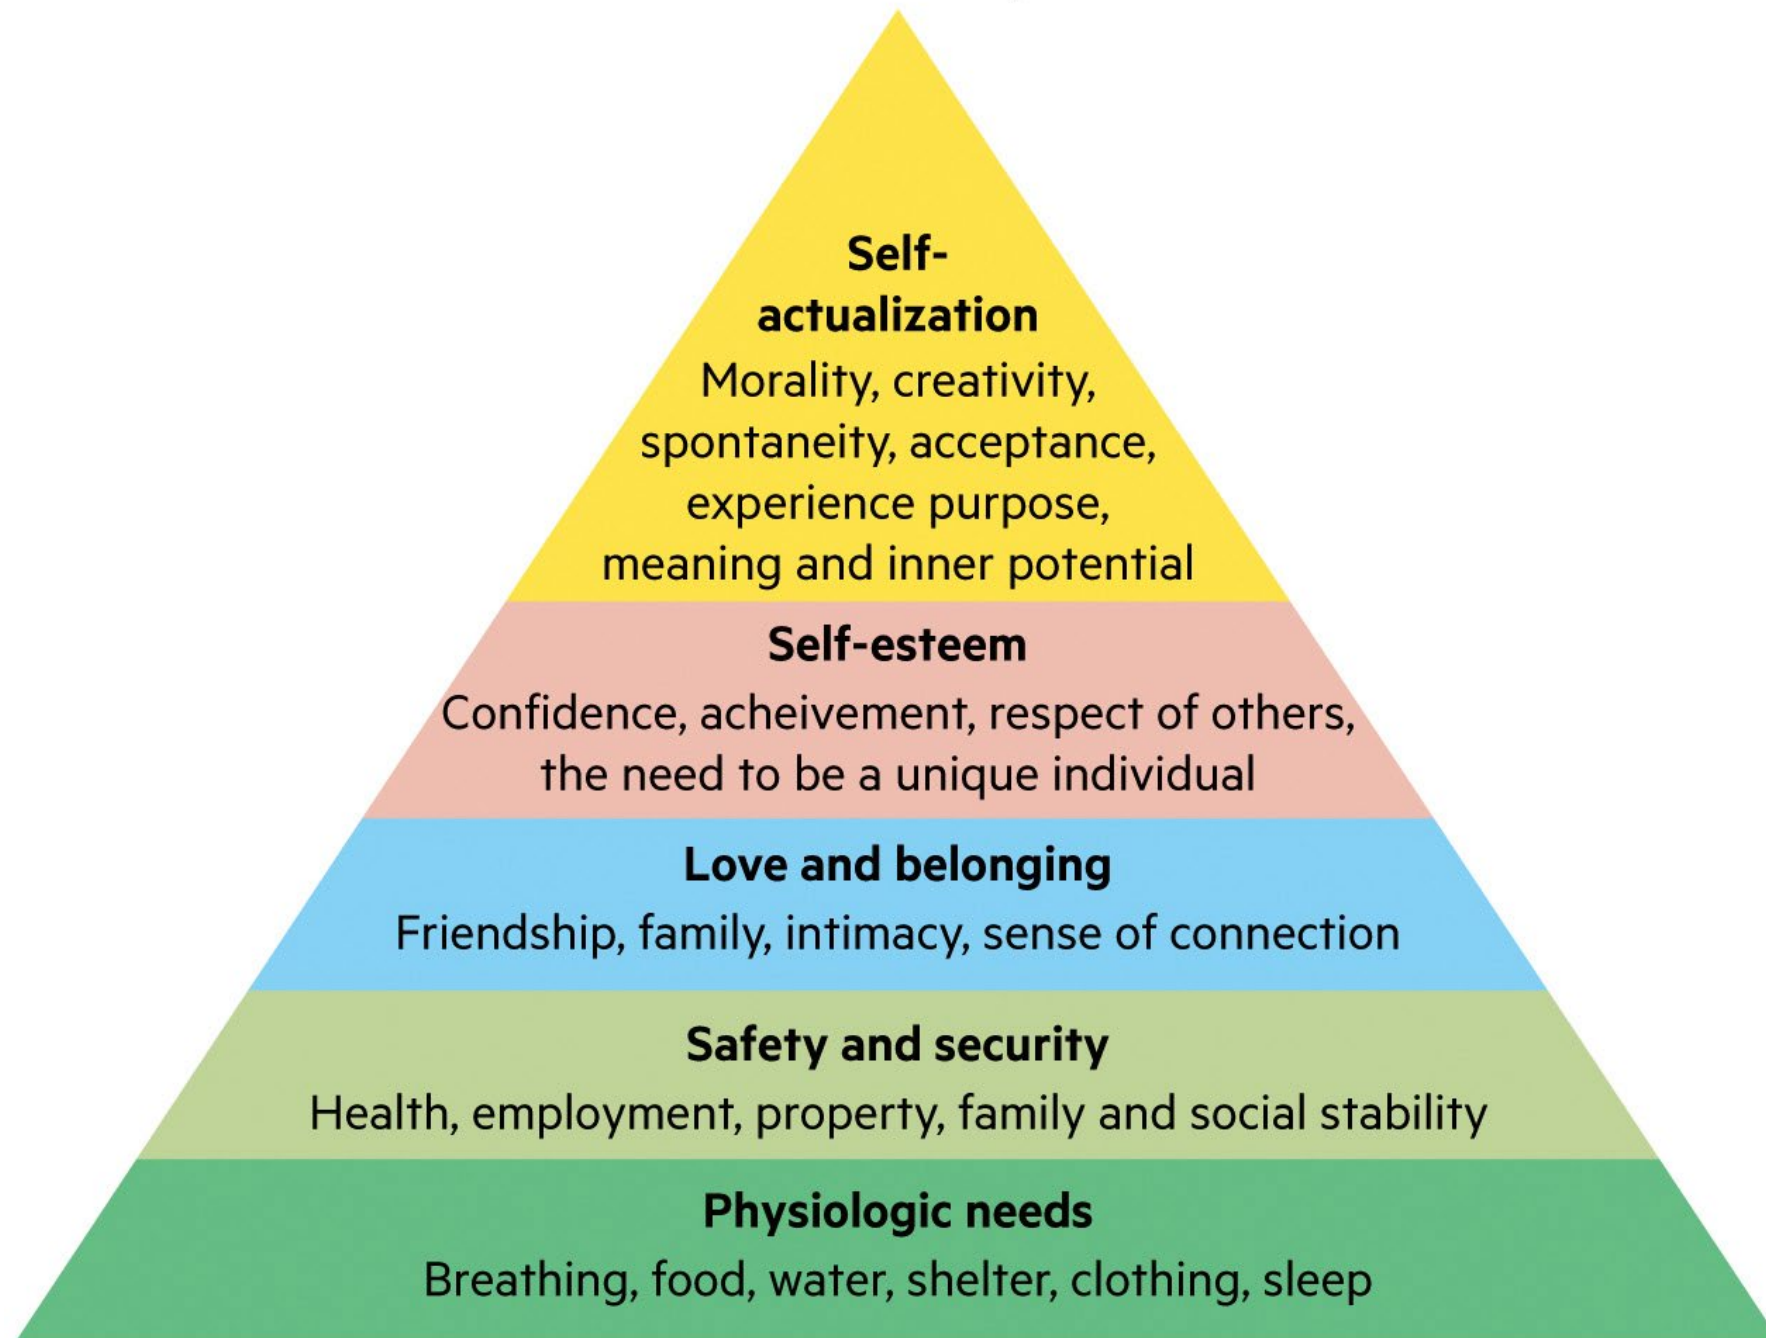 Self-
actualization
Morality, creativity,
spontaneity, acceptance,
experience purpose,
meaning and inner potential
Self-esteem
Confidence, acheivement, respect of others,
the need to be a unique individual
Love and belonging
Friendship, family, intimacy, sense of connection
Safety and security
Health, employment, property, family and social stability
Physiologic needs
Breathing, food, water, shelter, clothing, sleep